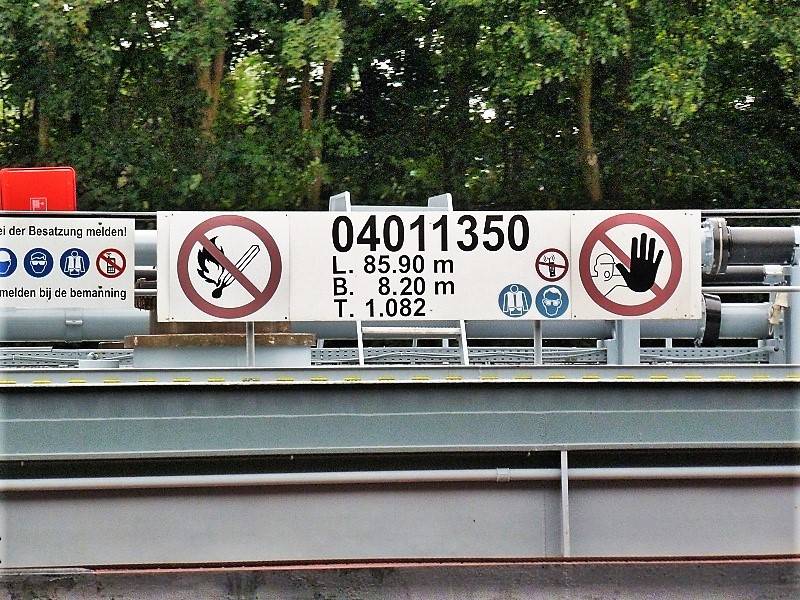 ei der Besatzung melden!
melden bij de bemanning
04011350
L. 85.90 m
B. 8.20 m
T. 1.082